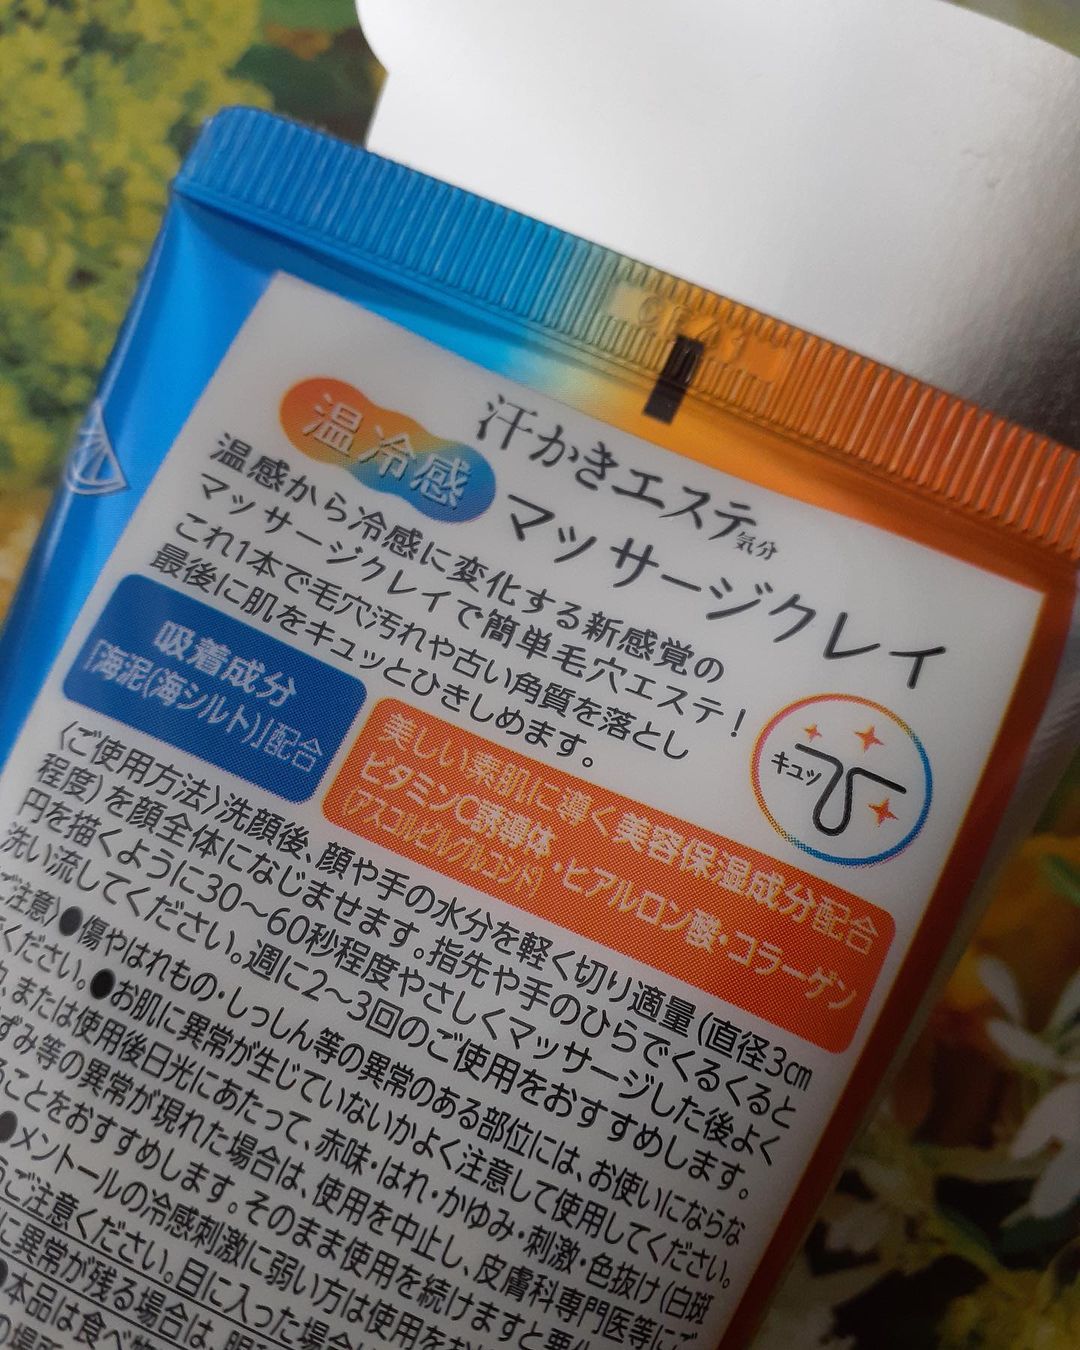 汗かきエステ気分
温冷感 マッサージクレイ
温感から冷感に変化する新感覚の
マッサージクレイで簡単毛穴エステ!
これ1本で毛穴汚れや古い角質を落とし
最後に肌をキュッとひきしめます。
キュッ
吸着成分
「海泥(海シルト)」配合
美しい素肌に導く美容保湿成分配合
ビタミンC誘導体・ヒアルロン酸・コラーゲン
(アスコルビルグルコシド)
〈ご使用方法〉洗顔後、顔や手の水分を軽く切り適量(直径3cm
程度)を顔全体になじませます。指先や手のひらでくるくると
円を描くように30〜60秒程度やさしくマッサージした後よく
洗い流してください。週に2〜3回のご使用をおすすめします。
ご注意〉●傷やはれもの・しっしん等の異常のある部位には、お使いにならな
ください。●お肌に異常が生じていないかよく注意して使用してください。
または使用後日光にあたって、赤味・はれ・かゆみ・刺激・色抜け(白斑
ずみ等の異常が現れた場合は、使用を中止し、皮膚科専門医等にご
ことをおすすめします。そのまま使用を続けますと
●メントールの冷感刺激に弱い方は使用を
ご注意ください。目に入った場合
に異常が残る場合は、
●本品は食べ物